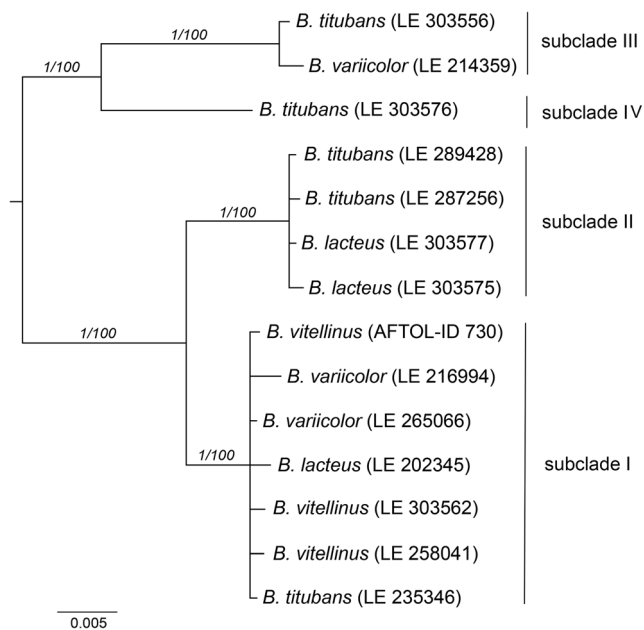 B. titubans (LE 303556)
1/100
subclade III
B. variicolor (LE 214359)
1/100
B. titubans (LE 303576)
subclade IV
B. titubans (LE 289428)
B. titubans (LE 287256)
1/100
subclade II
B. lacteus (LE 303577)
B. lacteus (LE 303575)
1/100
B. vitellinus (AFTOL-ID 730)
B. variicolor (LE 216994)
B. variicolor (LE 265066)
1/100
B. lacteus (LE 202345)
subclade I
B. vitellinus (LE 303562)
B. vitellinus (LE 258041)
B. titubans (LE 235346)
0.005